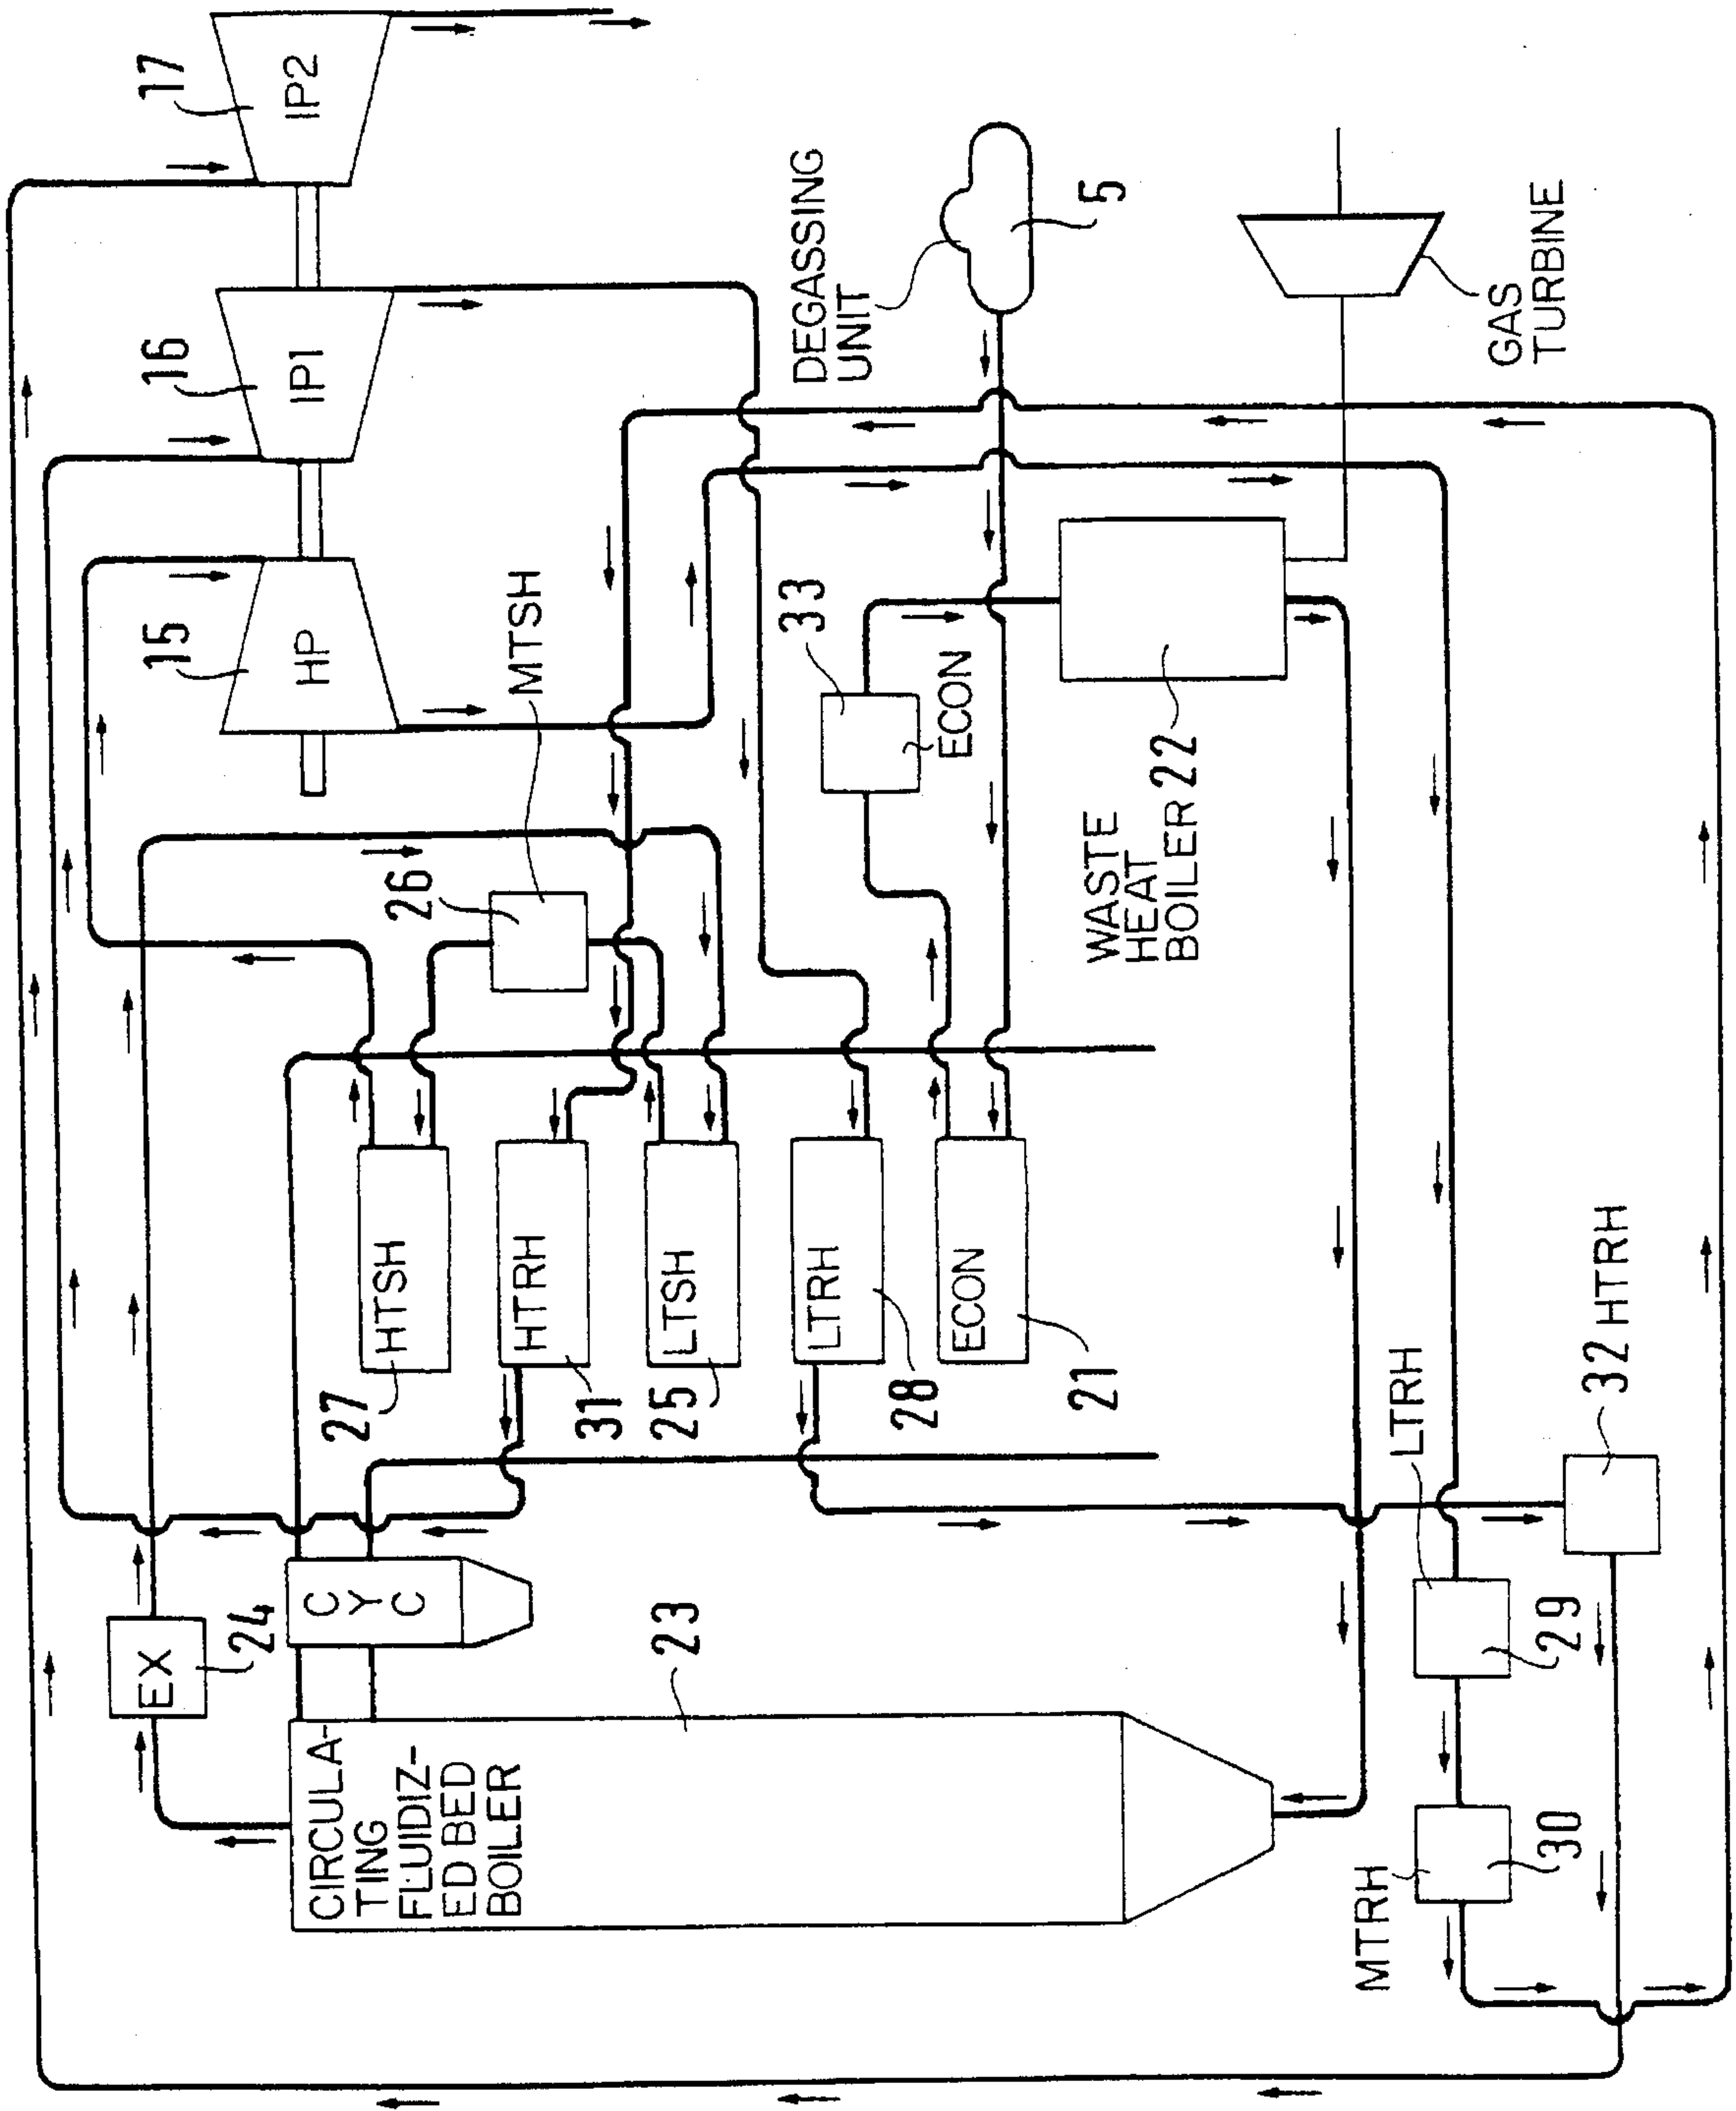 17
IP2
16
IP1
15
HP
MTSH
26
DEGASSING
UNIT
5
33
ECON
GAS
TURBINE
WASTE
HEAT
BOILER 22
HTSH
27
HTRH
31
LTSH
25
LTRH
28
ECON
21
EX
24
C
Y
C
23
CIRCULA-
TING
FLUIDIZ-
ED BED
BOILER
LTRH
29
MTRH
30
32 HTRH